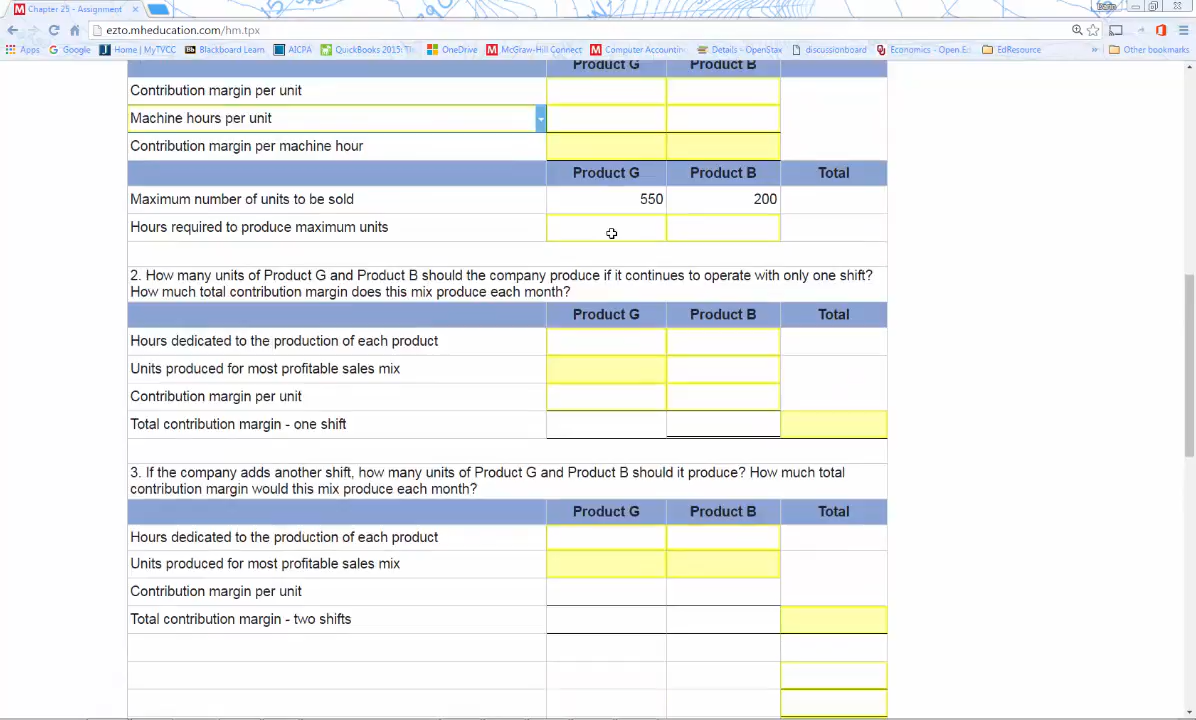 Chapter 25 - Assignment
ezto.mheducation.com/hm.tpx
Apps Google Home | MyTVCC Blackboard Learn AICPA QuickBooks 2015: Th OneDrive McGraw-Hill Connect Computer Accounting Details - OpenStax discussionboard Economics - Open.E EdResource » Other bookmarks
Product G Product B
Contribution margin per unit
Machine hours per unit
Contribution margin per machine hour
Product G Product B Total
Maximum number of units to be sold 550 200
Hours required to produce maximum units
2. How many units of Product G and Product B should the company produce if it continues to operate with only one shift?
How much total contribution margin does this mix produce each month?
Product G Product B Total
Hours dedicated to the production of each product
Units produced for most profitable sales mix
Contribution margin per unit
Total contribution margin - one shift
3. If the company adds another shift, how many units of Product G and Product B should it produce? How much total
contribution margin would this mix produce each month?
Product G Product B Total
Hours dedicated to the production of each product
Units produced for most profitable sales mix
Contribution margin per unit
Total contribution margin - two shifts